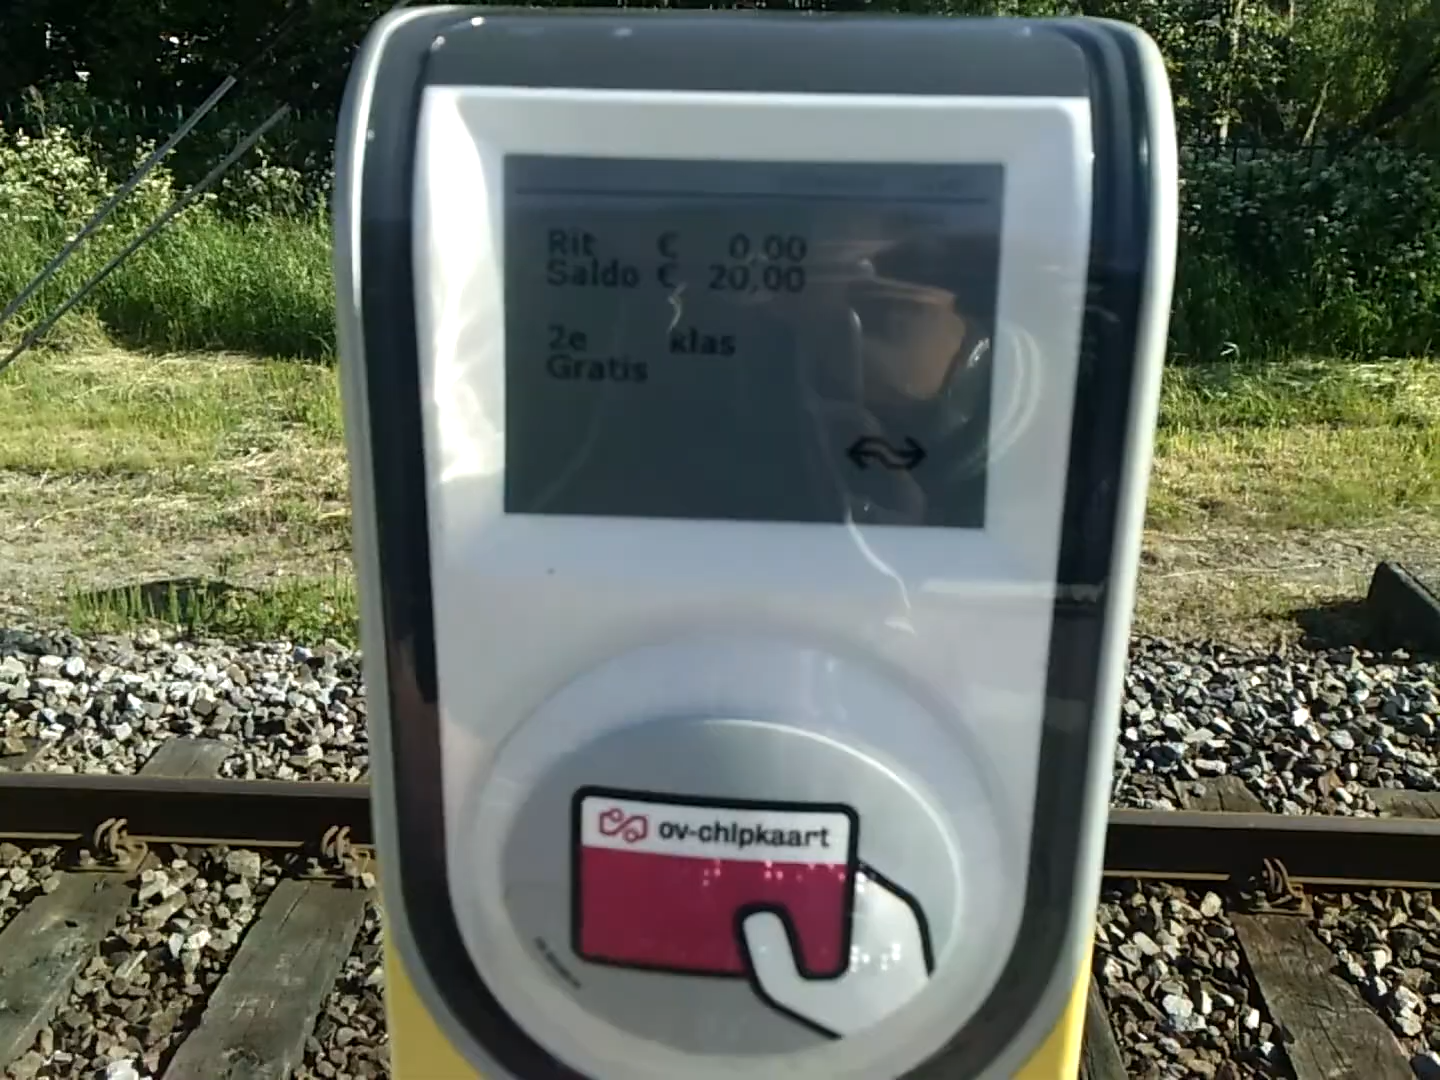 Rit € 0,00
Saldo € 20,00
2e klas
Gratis
ov-chipkaart